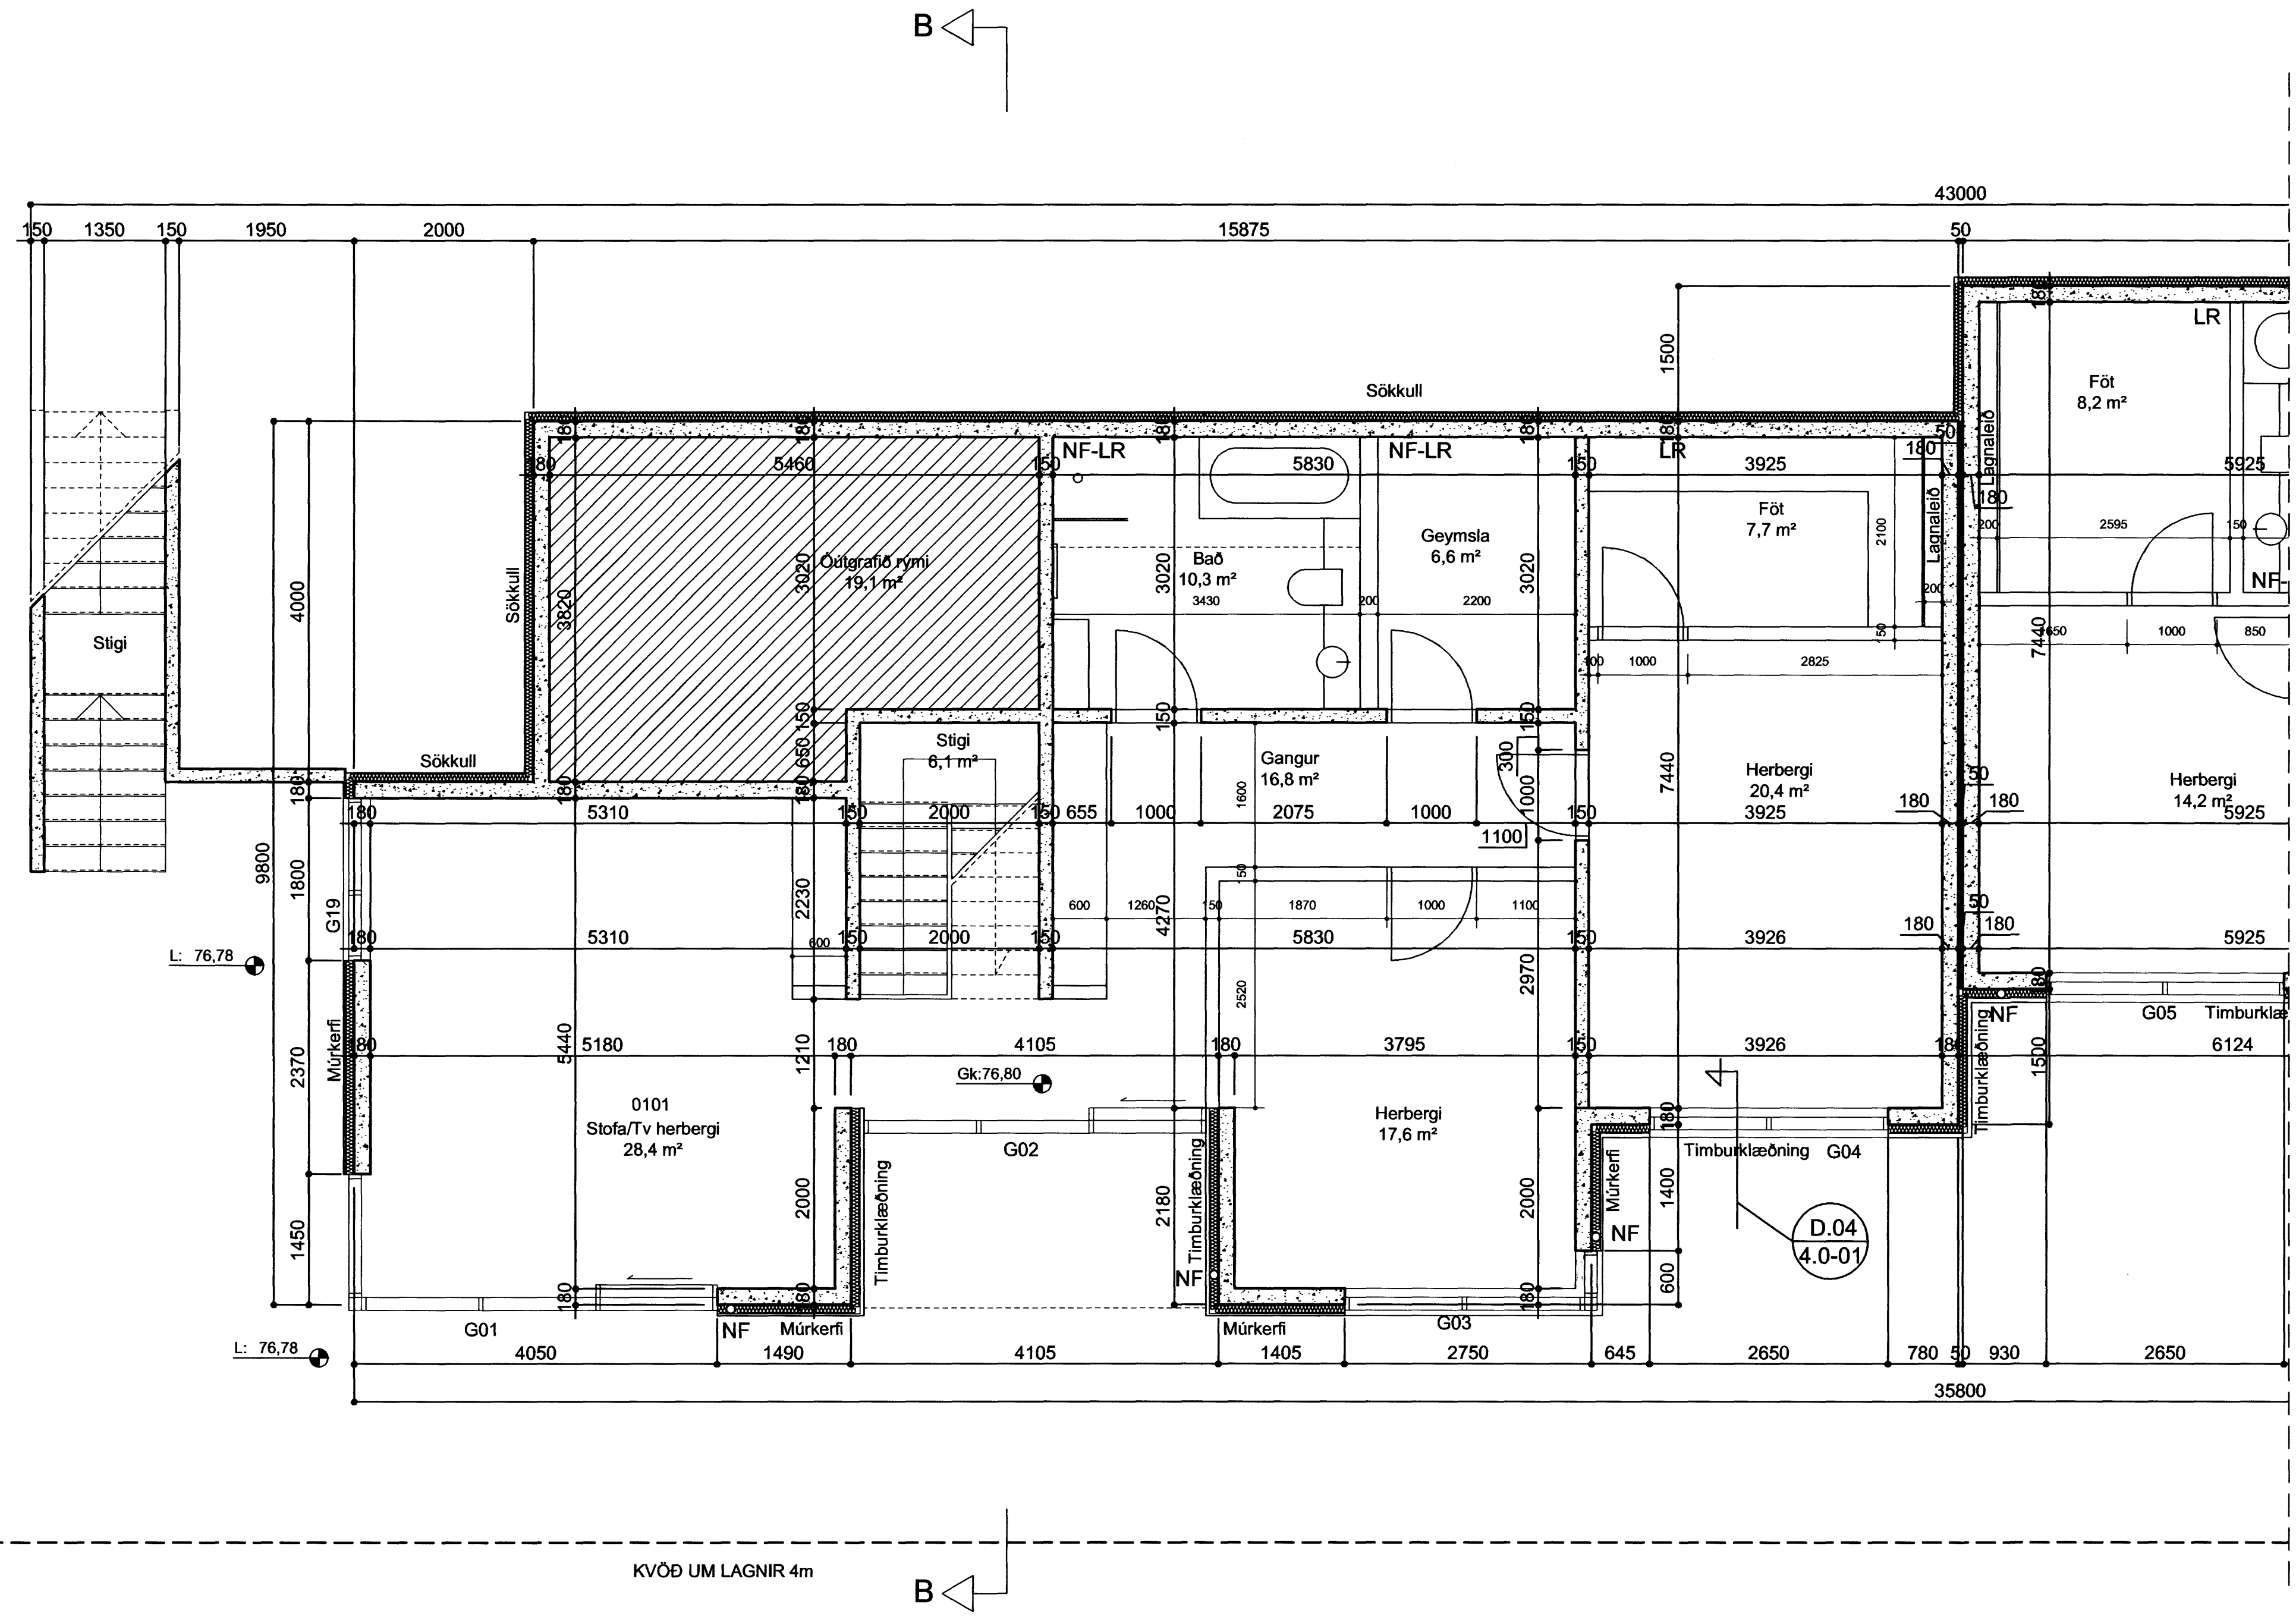 B
43000
150 1350 150 1950 2000 15875 50
180
LR
1500
Föt
8,2 m²
Sökkull
Lagnaleið
180 180 180 180 180
50
NF-LR NF-LR LR
180
180 5460 150 5830 150 3925 5925
180
Föt
7,7 m²
2100
Lagnaleið
200 2595 150
Geymsla
6,6 m²
Óútgrafið rými
19,1 m²
Bað
10,3 m²
3020 3020 3020
3820
4000
Sökkull
NF-
3430 200 2200
200
Stigi
150
7440
1650 1000 850
100 1000 2825
150 150 150
Stigi
6,1 m²
650
300
Gangur
16,8 m²
Sökkull
7440
Herbergi
20,4 m²
50
Herbergi
14,2 m²
180 180 180
1600
1000
180 180
180 5310 150 2000 150 655 1000 2075 1000 150 3925 5925
1100
9800
1800
150
G19
2230
4270
600 1260 150 1870 1000 1100
50
180 180
180 5310 600 150 2000 150 5830 150 3926 5925
L: 76,78
2970
2520
180
NF
G05 Timburklæ
Múrkerfi
Timburklæðning
180 5180 180 4105 180 3795 150 3926 180 6124
5440
1210
1500
2370
4
Gk:76,80
0101
Stofa/Tv herbergi
28,4 m²
Herbergi
17,6 m²
180
G02
Timburklæðning G04
Timburklæðning
Timburklæðning
Múrkerfi
2000
2180
2000
1400
1450
NF
D.04
4.0-01
NF
600
180 180 180
G01
NF Múrkerfi
Múrkerfi
G03
L: 76,78
4050 1490 4105 1405 2750 645 2650 780 50 930 2650
35800
KVÖÐ UM LAGNIR 4m
B